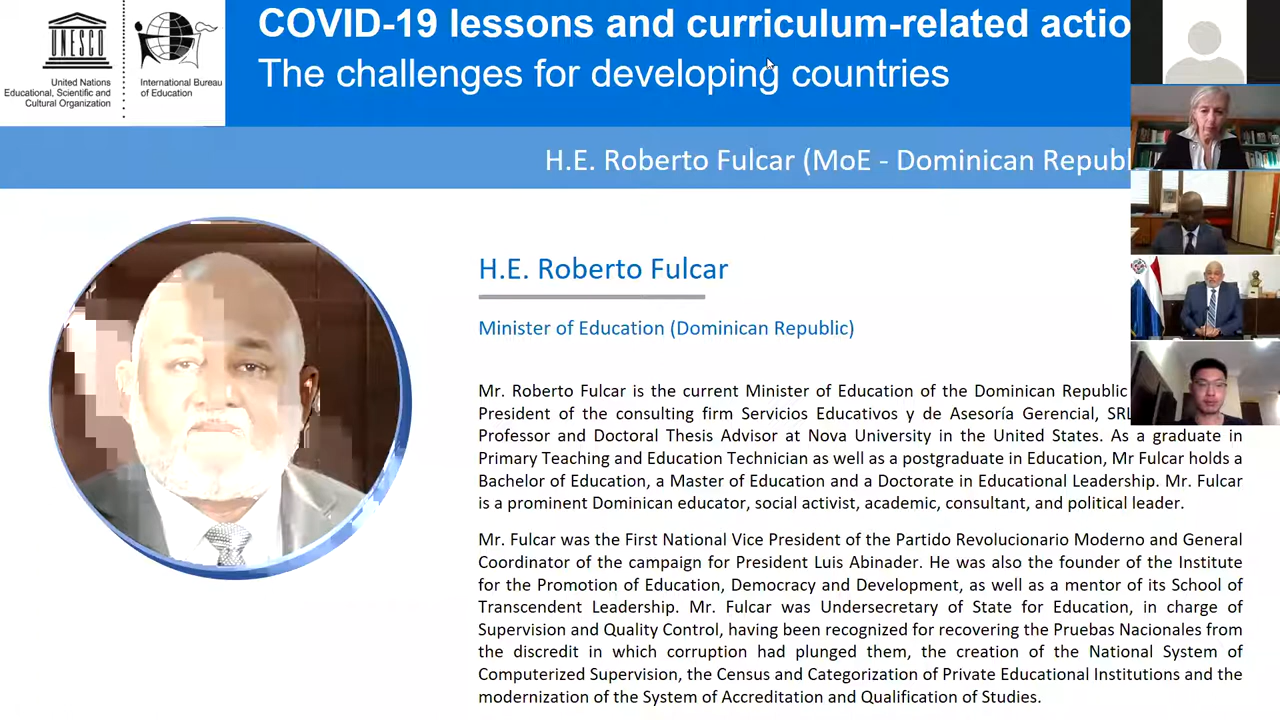 UNESCO
United Nations
Educational, Scientific and
Cultural Organization
International Bureau
of Education
COVID-19 lessons and curriculum-related actio
The challenges for developing countries
H.E. Roberto Fulcar (MoE - Dominican Republ
H.E. Roberto Fulcar
Minister of Education (Dominican Republic)
Mr. Roberto Fulcar is the current Minister of Education of the Dominican Republic
President of the consulting firm Servicios Educativos y de Asesoría Gerencial, SRL
Professor and Doctoral Thesis Advisor at Nova University in the United States. As a graduate in
Primary Teaching and Education Technician as well as a postgraduate in Education, Mr Fulcar holds a
Bachelor of Education, a Master of Education and a Doctorate in Educational Leadership. Mr. Fulcar
is a prominent Dominican educator, social activist, academic, consultant, and political leader.
Mr. Fulcar was the First National Vice President of the Partido Revolucionario Moderno and General
Coordinator of the campaign for President Luis Abinader. He was also the founder of the Institute
for the Promotion of Education, Democracy and Development, as well as a mentor of its School of
Transcendent Leadership. Mr. Fulcar was Undersecretary of State for Education, in charge of
Supervision and Quality Control, having been recognized for recovering the Pruebas Nacionales from
the discredit in which corruption had plunged them, the creation of the National System of
Computerized Supervision, the Census and Categorization of Private Educational Institutions and the
modernization of the System of Accreditation and Qualification of Studies.